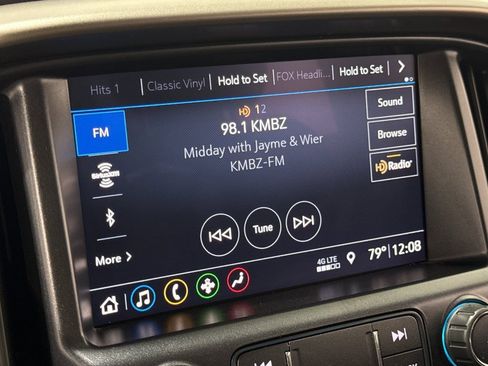 Hits 1 | Classic Vinyl | Hold to Set | FOX Headli... | Hold to Set
HD 1 2
FM
98.1 KMBZ
Midday with Jayme & Wier
KMBZ-FM
Sound
Browse
HD Radio
SiriusXM
More
Tune
4G LTE
79° 12:08